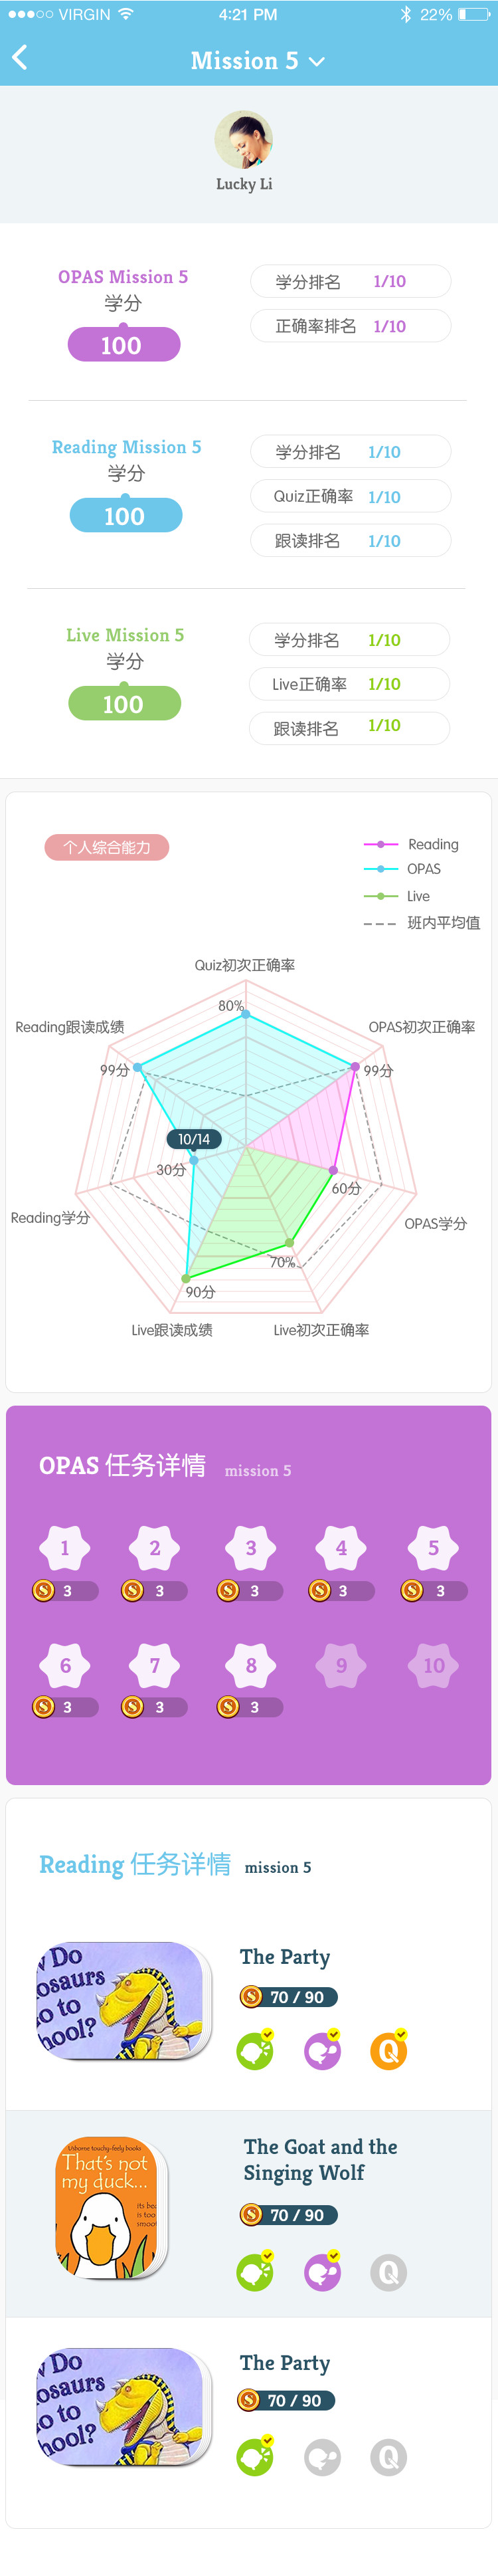 VIRGIN 4:21 PM 22%
Mission 5
Lucky Li
OPAS Mission 5
学分
100
学分排名 1/10
正确率排名 1/10
Reading Mission 5
学分
100
学分排名 1/10
Quiz正确率 1/10
跟读排名 1/10
Live Mission 5
学分
100
学分排名 1/10
Live正确率 1/10
跟读排名 1/10
个人综合能力
Reading
OPAS
Live
班内平均值
Quiz初次正确率
80%
Reading跟读成绩
OPAS初次正确率
99分
99分
10/14
30分
60分
Reading学分
OPAS学分
70%
90分
Live跟读成绩
Live初次正确率
OPAS 任务详情 mission 5
1 2 3 4 5
3 3 3 3 3
6 7 8 9 10
3 3 3
Reading 任务详情 mission 5
Do
osaurs
o to
hool?
The Party
70 / 90
Q
Usborne touchy-feely books
That's not
my duck...
its bea
is too
smoo
The Goat and the
Singing Wolf
70 / 90
Q
Do
osaurs
o to
hool?
The Party
70 / 90
Q